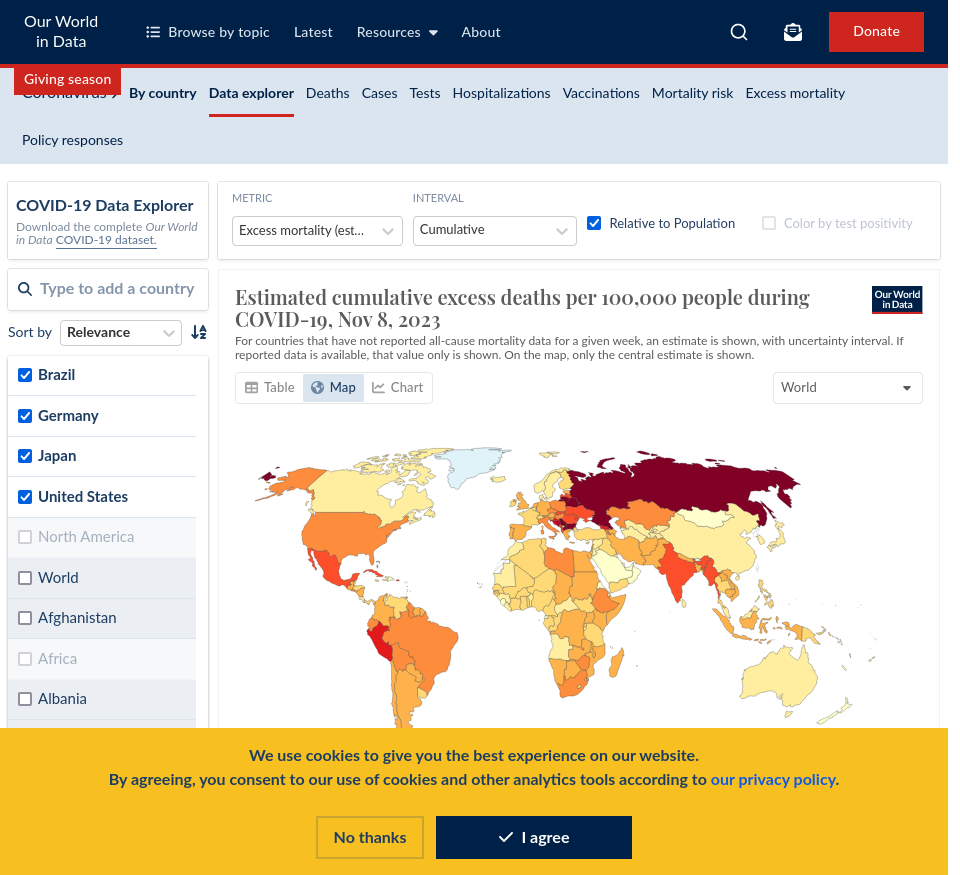 Our World
in Data
Browse by topic
Latest
Resources
About
Donate
Giving season
By country
Data explorer
Deaths
Cases
Tests
Hospitalizations
Vaccinations
Mortality risk
Excess mortality
Policy responses
COVID-19 Data Explorer
Download the complete Our World
in Data COVID-19 dataset.
METRIC
INTERVAL
Excess mortality (est...
Cumulative
Relative to Population
Color by test positivity
Type to add a country
Sort by
Relevance
Brazil
Germany
Japan
United States
North America
World
Afghanistan
Africa
Albania
Estimated cumulative excess deaths per 100,000 people during
COVID-19, Nov 8, 2023
Our World
in Data
For countries that have not reported all-cause mortality data for a given week, an estimate is shown, with uncertainty interval. If
reported data is available, that value only is shown. On the map, only the central estimate is shown.
Table
Map
Chart
World
We use cookies to give you the best experience on our website.
By agreeing, you consent to our use of cookies and other analytics tools according to our privacy policy.
No thanks
I agree